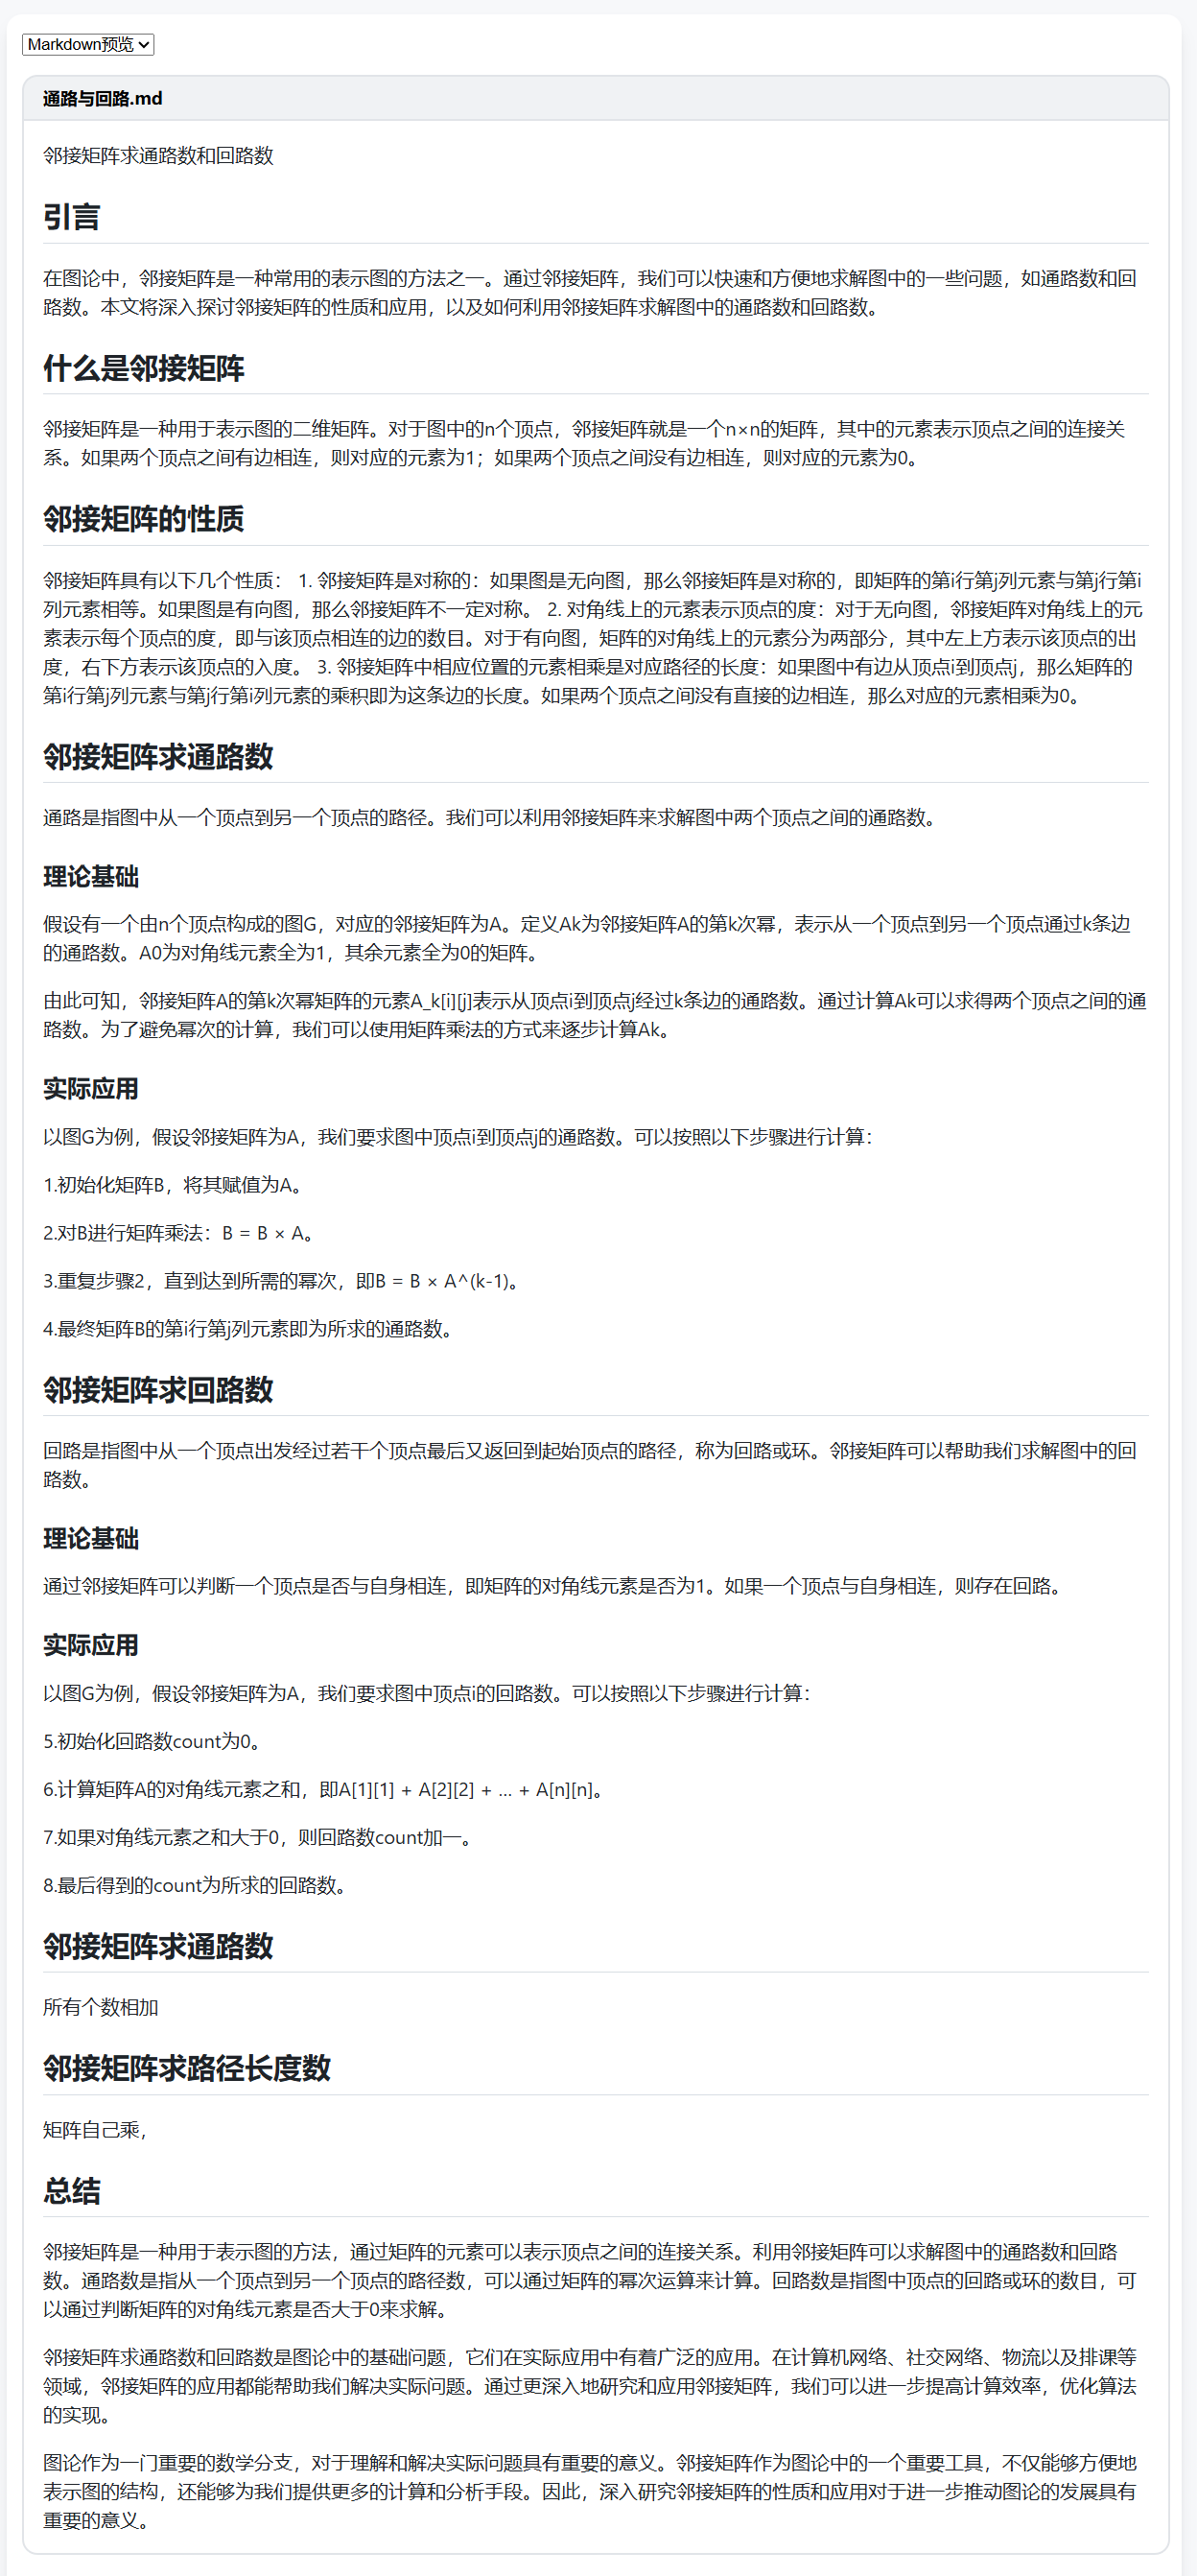 Markdown预览
通路与回路.md
邻接矩阵求通路数和回路数
引言
在图论中，邻接矩阵是一种常用的表示图的方法之一。通过邻接矩阵，我们可以快速和方便地求解图中的一些问题，如通路数和回
路数。本文将深入探讨邻接矩阵的性质和应用，以及如何利用邻接矩阵求解图中的通路数和回路数。
什么是邻接矩阵
邻接矩阵是一种用于表示图的二维矩阵。对于图中的n个顶点，邻接矩阵就是一个n×n的矩阵，其中的元素表示顶点之间的连接关
系。如果两个顶点之间有边相连，则对应的元素为1；如果两个顶点之间没有边相连，则对应的元素为0。
邻接矩阵的性质
邻接矩阵具有以下几个性质： 1. 邻接矩阵是对称的：如果图是无向图，那么邻接矩阵是对称的，即矩阵的第i行第j列元素与第j行第i
列元素相等。如果图是有向图，那么邻接矩阵不一定对称。 2. 对角线上的元素表示顶点的度：对于无向图，邻接矩阵对角线上的元
素表示每个顶点的度，即与该顶点相连的边的数目。对于有向图，矩阵的对角线上的元素分为两部分，其中左上方表示该顶点的出
度，右下方表示该顶点的入度。 3. 邻接矩阵中相应位置的元素相乘是对应路径的长度：如果图中有边从顶点i到顶点j，那么矩阵的
第i行第j列元素与第j行第i列元素的乘积即为这条边的长度。如果两个顶点之间没有直接的边相连，那么对应的元素相乘为0。
邻接矩阵求通路数
通路是指图中从一个顶点到另一个顶点的路径。我们可以利用邻接矩阵来求解图中两个顶点之间的通路数。
理论基础
假设有一个由n个顶点构成的图G，对应的邻接矩阵为A。定义Ak为邻接矩阵A的第k次幂，表示从一个顶点到另一个顶点通过k条边
的通路数。A0为对角线元素全为1，其余元素全为0的矩阵。
由此可知，邻接矩阵A的第k次幂矩阵的元素A_k[i][j]表示从顶点i到顶点j经过k条边的通路数。通过计算Ak可以求得两个顶点之间的通
路数。为了避免幂次的计算，我们可以使用矩阵乘法的方式来逐步计算Ak。
实际应用
以图G为例，假设邻接矩阵为A，我们要求图中顶点i到顶点j的通路数。可以按照以下步骤进行计算：
1.初始化矩阵B，将其赋值为A。
2.对B进行矩阵乘法：B = B × A。
3.重复步骤2，直到达到所需的幂次，即B = B × A^(k-1)。
4.最终矩阵B的第i行第j列元素即为所求的通路数。
邻接矩阵求回路数
回路是指图中从一个顶点出发经过若干个顶点最后又返回到起始顶点的路径，称为回路或环。邻接矩阵可以帮助我们求解图中的回
路数。
理论基础
通过邻接矩阵可以判断一个顶点是否与自身相连，即矩阵的对角线元素是否为1。如果一个顶点与自身相连，则存在回路。
实际应用
以图G为例，假设邻接矩阵为A，我们要求图中顶点i的回路数。可以按照以下步骤进行计算：
5.初始化回路数count为0。
6.计算矩阵A的对角线元素之和，即A[1][1] + A[2][2] + … + A[n][n]。
7.如果对角线元素之和大于0，则回路数count加一。
8.最后得到的count为所求的回路数。
邻接矩阵求通路数
所有个数相加
邻接矩阵求路径长度数
矩阵自己乘，
总结
邻接矩阵是一种用于表示图的方法，通过矩阵的元素可以表示顶点之间的连接关系。利用邻接矩阵可以求解图中的通路数和回路
数。通路数是指从一个顶点到另一个顶点的路径数，可以通过矩阵的幂次运算来计算。回路数是指图中顶点的回路或环的数目，可
以通过判断矩阵的对角线元素是否大于0来求解。
邻接矩阵求通路数和回路数是图论中的基础问题，它们在实际应用中有着广泛的应用。在计算机网络、社交网络、物流以及排课等
领域，邻接矩阵的应用都能帮助我们解决实际问题。通过更深入地研究和应用邻接矩阵，我们可以进一步提高计算效率，优化算法
的实现。
图论作为一门重要的数学分支，对于理解和解决实际问题具有重要的意义。邻接矩阵作为图论中的一个重要工具，不仅能够方便地
表示图的结构，还能够为我们提供更多的计算和分析手段。因此，深入研究邻接矩阵的性质和应用对于进一步推动图论的发展具有
重要的意义。